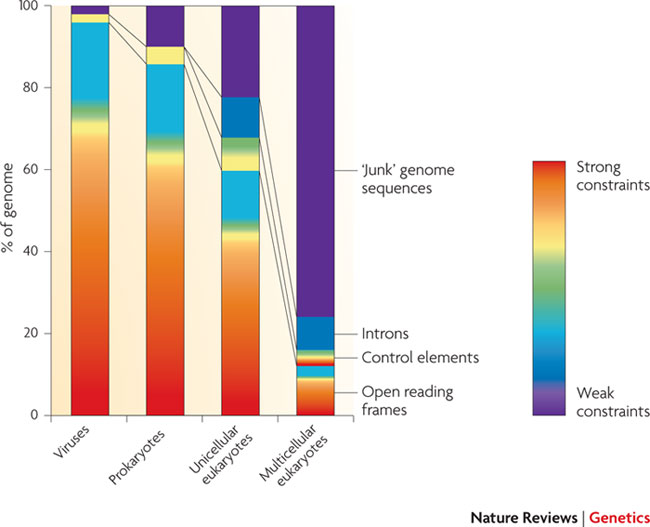 100
80
60
40
20
0
% of genome
Viruses
Prokaryotes
Unicellular
eukaryotes
Multicellular
eukaryotes
‘Junk’ genome
sequences
Introns
Control elements
Open reading
frames
Strong
constraints
Weak
constraints
Nature Reviews | Genetics